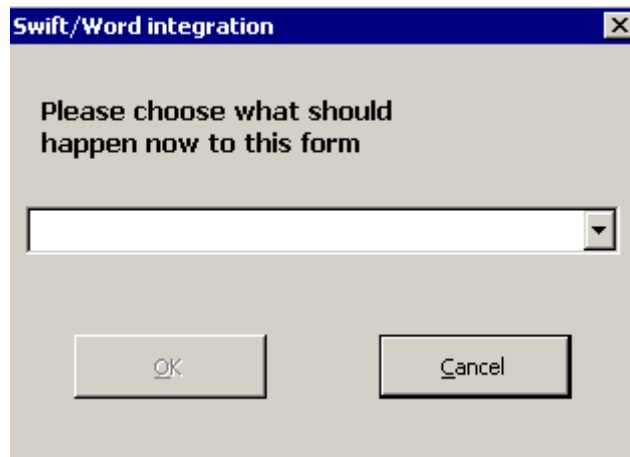 Swift/Word integration
Please choose what should
happen now to this form
OK
Cancel